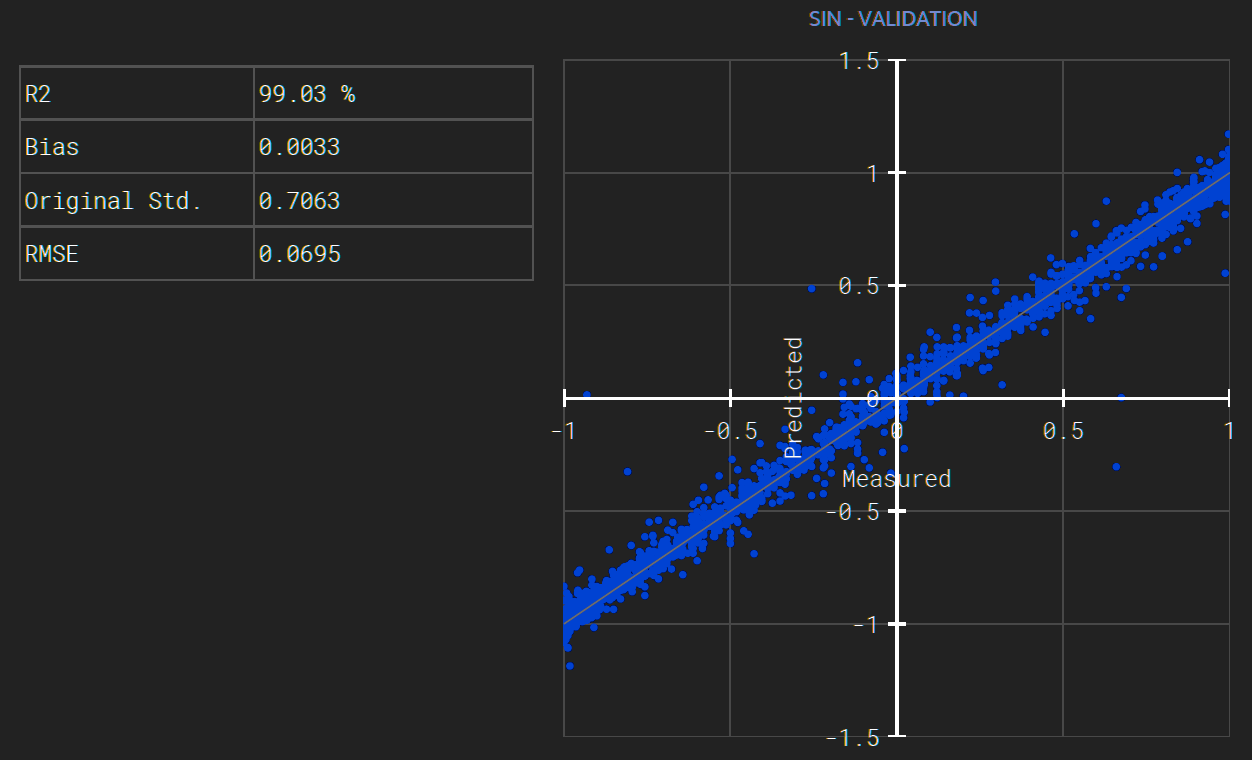 SIN - VALIDATION
R2 99.03 %
Bias 0.0033
Original Std. 0.7063
RMSE 0.0695
1.5
1
0.5
Predicted
0
-1 -0.5 0 0.5 1
Measured
-0.5
-1
-1.5